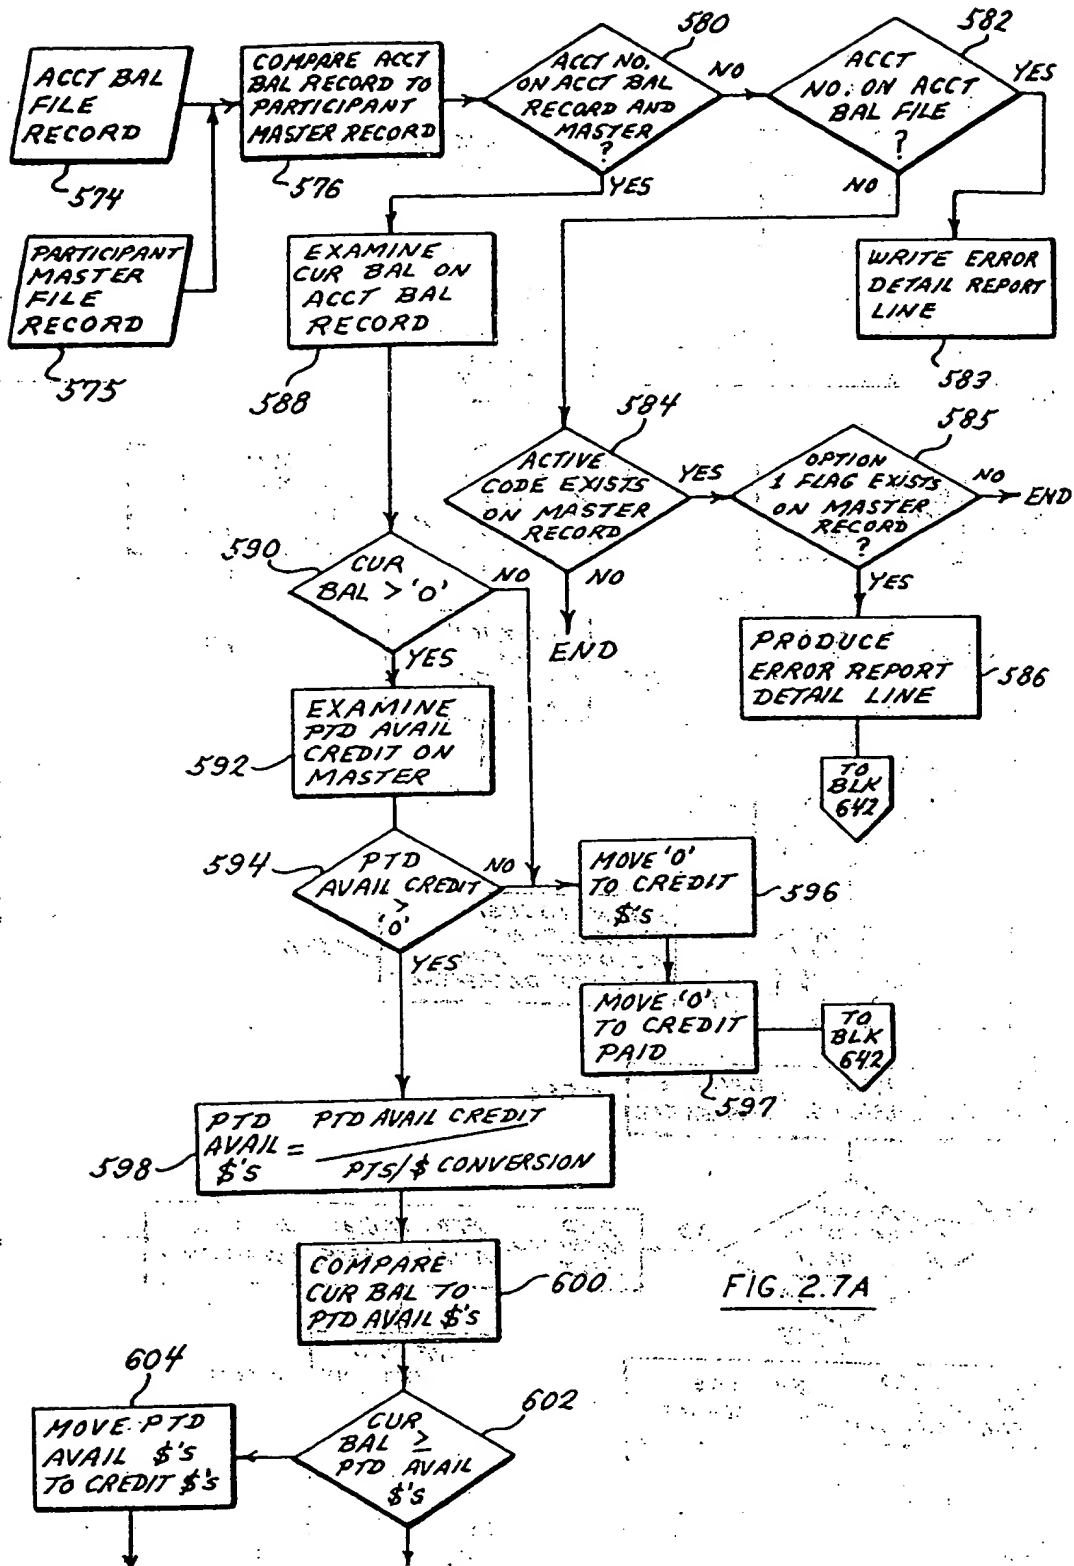 ACCT BAL
FILE
RECORD
574
PARTICIPANT
MASTER
FILE
RECORD
575
COMPARE ACCT
BAL RECORD TO
PARTICIPANT
MASTER RECORD
576
ACCT NO.
ON ACCT BAL
RECORD AND
MASTER
?
580
NO
YES
ACCT
NO. ON ACCT
BAL FILE
?
582
YES
NO
WRITE ERROR
DETAIL REPORT
LINE
583
EXAMINE
CUR BAL ON
ACCT BAL
RECORD
588
ACTIVE
CODE EXISTS
ON MASTER
RECORD
584
YES
NO
END
OPTION
1 FLAG EXISTS
ON MASTER
RECORD
?
585
NO
END
YES
PRODUCE
ERROR REPORT
DETAIL LINE
586
TO
BLK
642
CUR
BAL > '0'
590
NO
YES
EXAMINE
PTD AVAIL
CREDIT ON
MASTER
592
PTD
AVAIL CREDIT
>
'0'
594
NO
YES
MOVE '0'
TO CREDIT
$'s
596
MOVE '0'
TO CREDIT
PAID
597
TO
BLK
642
PTD AVAIL $'s = PTD AVAIL CREDIT
PTS/$ CONVERSION
598
COMPARE
CUR BAL TO
PTD AVAIL $'s
600
FIG. 2.7A
CUR
BAL ≥
PTD AVAIL
$'s
602
MOVE PTD
AVAIL $'s
TO CREDIT $'s
604